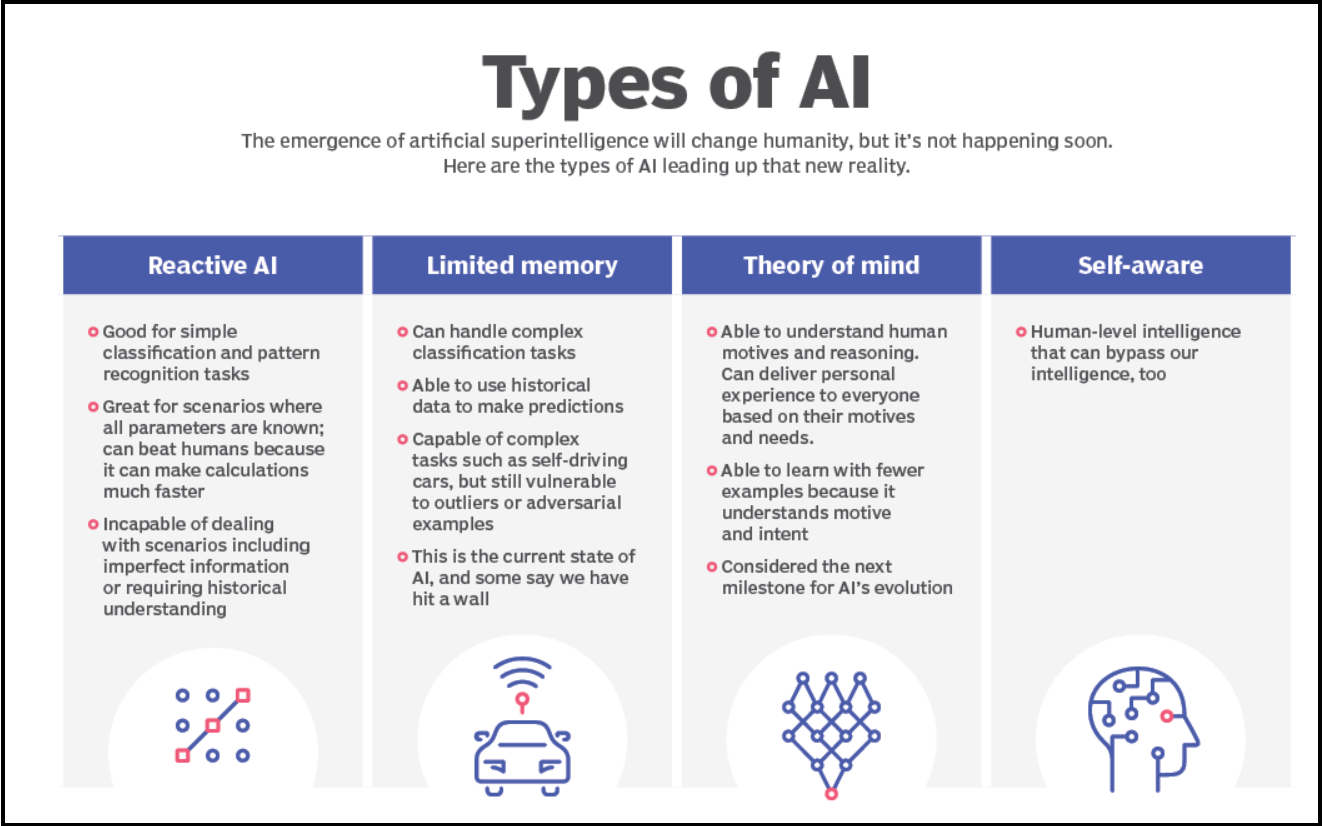 Types of AI
The emergence of artificial superintelligence will change humanity, but it's not happening soon.
Here are the types of AI leading up that new reality.
Reactive AI
Good for simple
classification and pattern
recognition tasks
Great for scenarios where
all parameters are known;
can beat humans because
it can make calculations
much faster
Incapable of dealing
with scenarios including
imperfect information
or requiring historical
understanding
Limited memory
Can handle complex
classification tasks
Able to use historical
data to make predictions
Capable of complex
tasks such as self-driving
cars, but still vulnerable
to outliers or adversarial
examples
This is the current state of
AI, and some say we have
hit a wall
Theory of mind
Able to understand human
motives and reasoning.
Can deliver personal
experience to everyone
based on their motives
and needs.
Able to learn with fewer
examples because it
understands motive
and intent
Considered the next
milestone for AI's evolution
Self-aware
Human-level intelligence
that can bypass our
intelligence, too